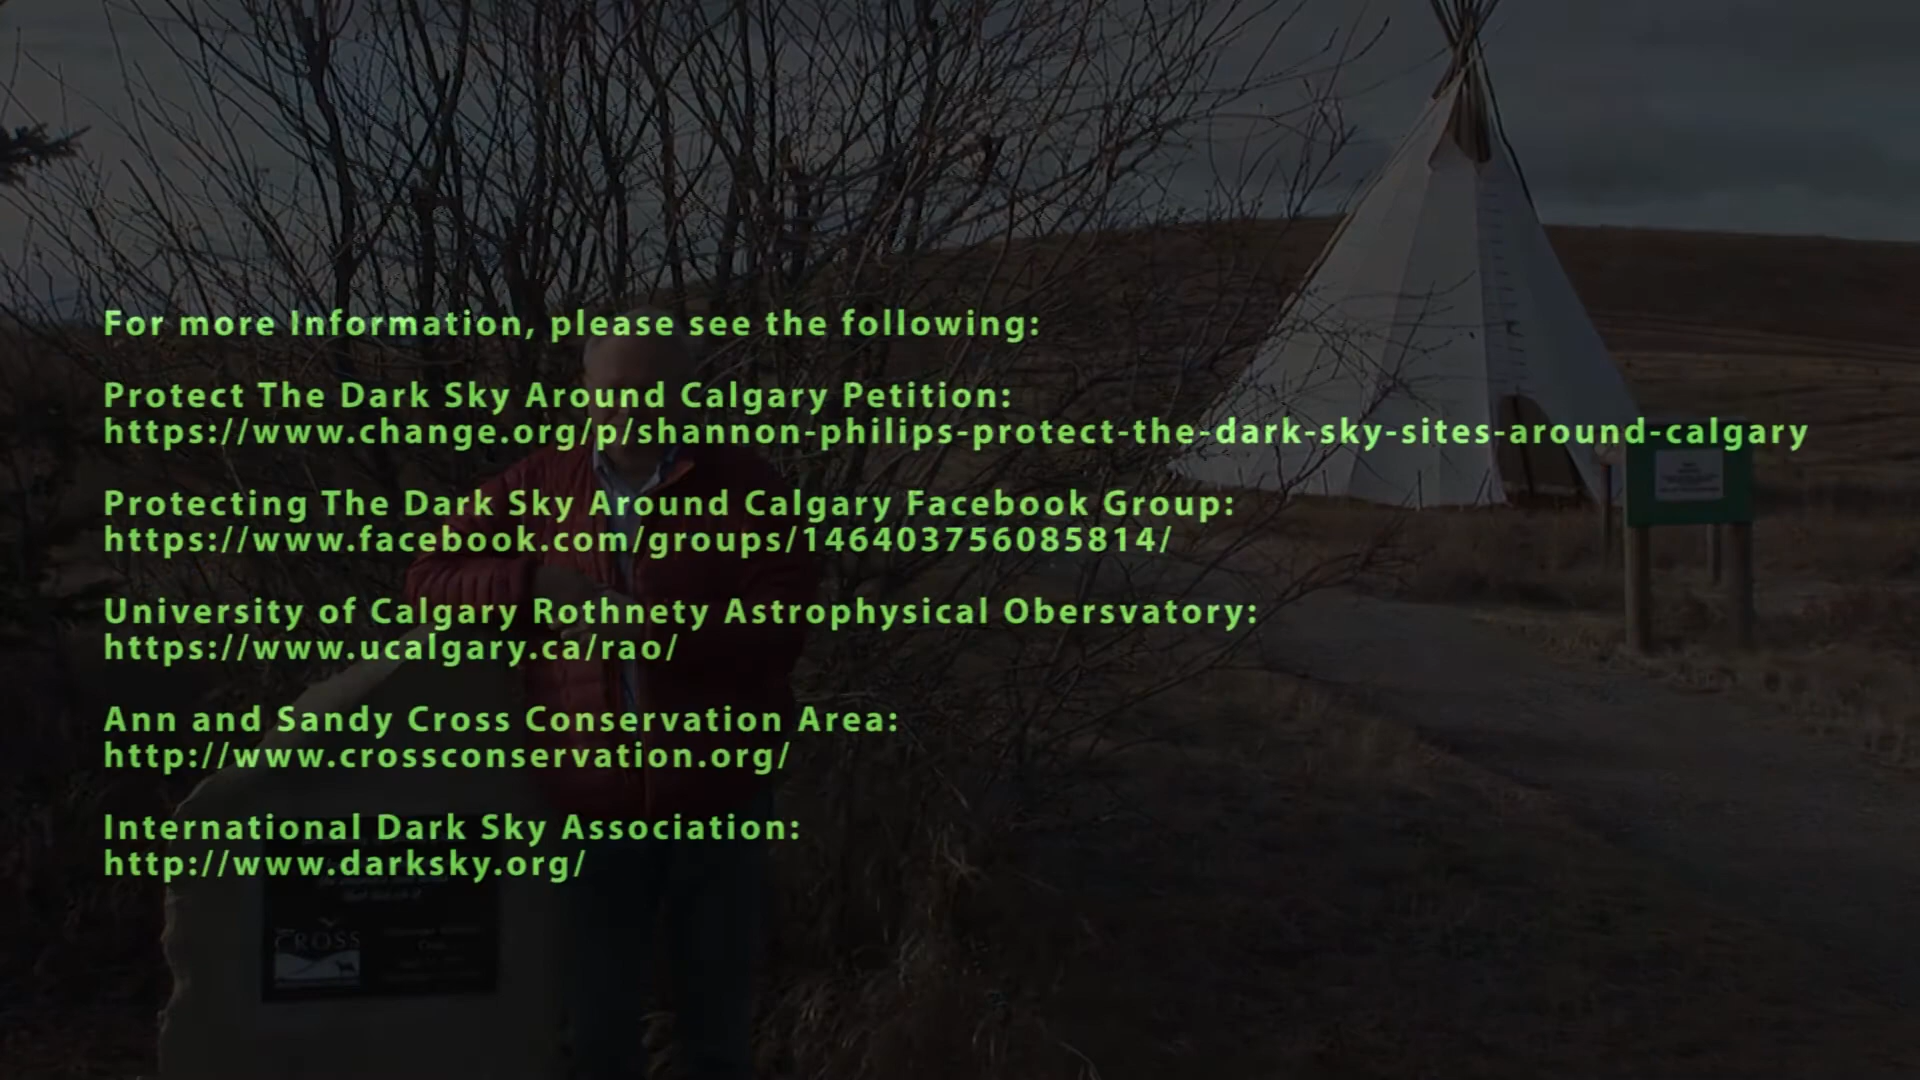 For more Information, please see the following:
Protect The Dark Sky Around Calgary Petition:
https://www.change.org/p/shannon-philips-protect-the-dark-sky-sites-around-calgary
Protecting The Dark Sky Around Calgary Facebook Group:
https://www.facebook.com/groups/146403756085814/
University of Calgary Rothnety Astrophysical Obersvatory:
https://www.ucalgary.ca/rao/
Ann and Sandy Cross Conservation Area:
http://www.crossconservation.org/
International Dark Sky Association:
http://www.darksky.org/
CROSS